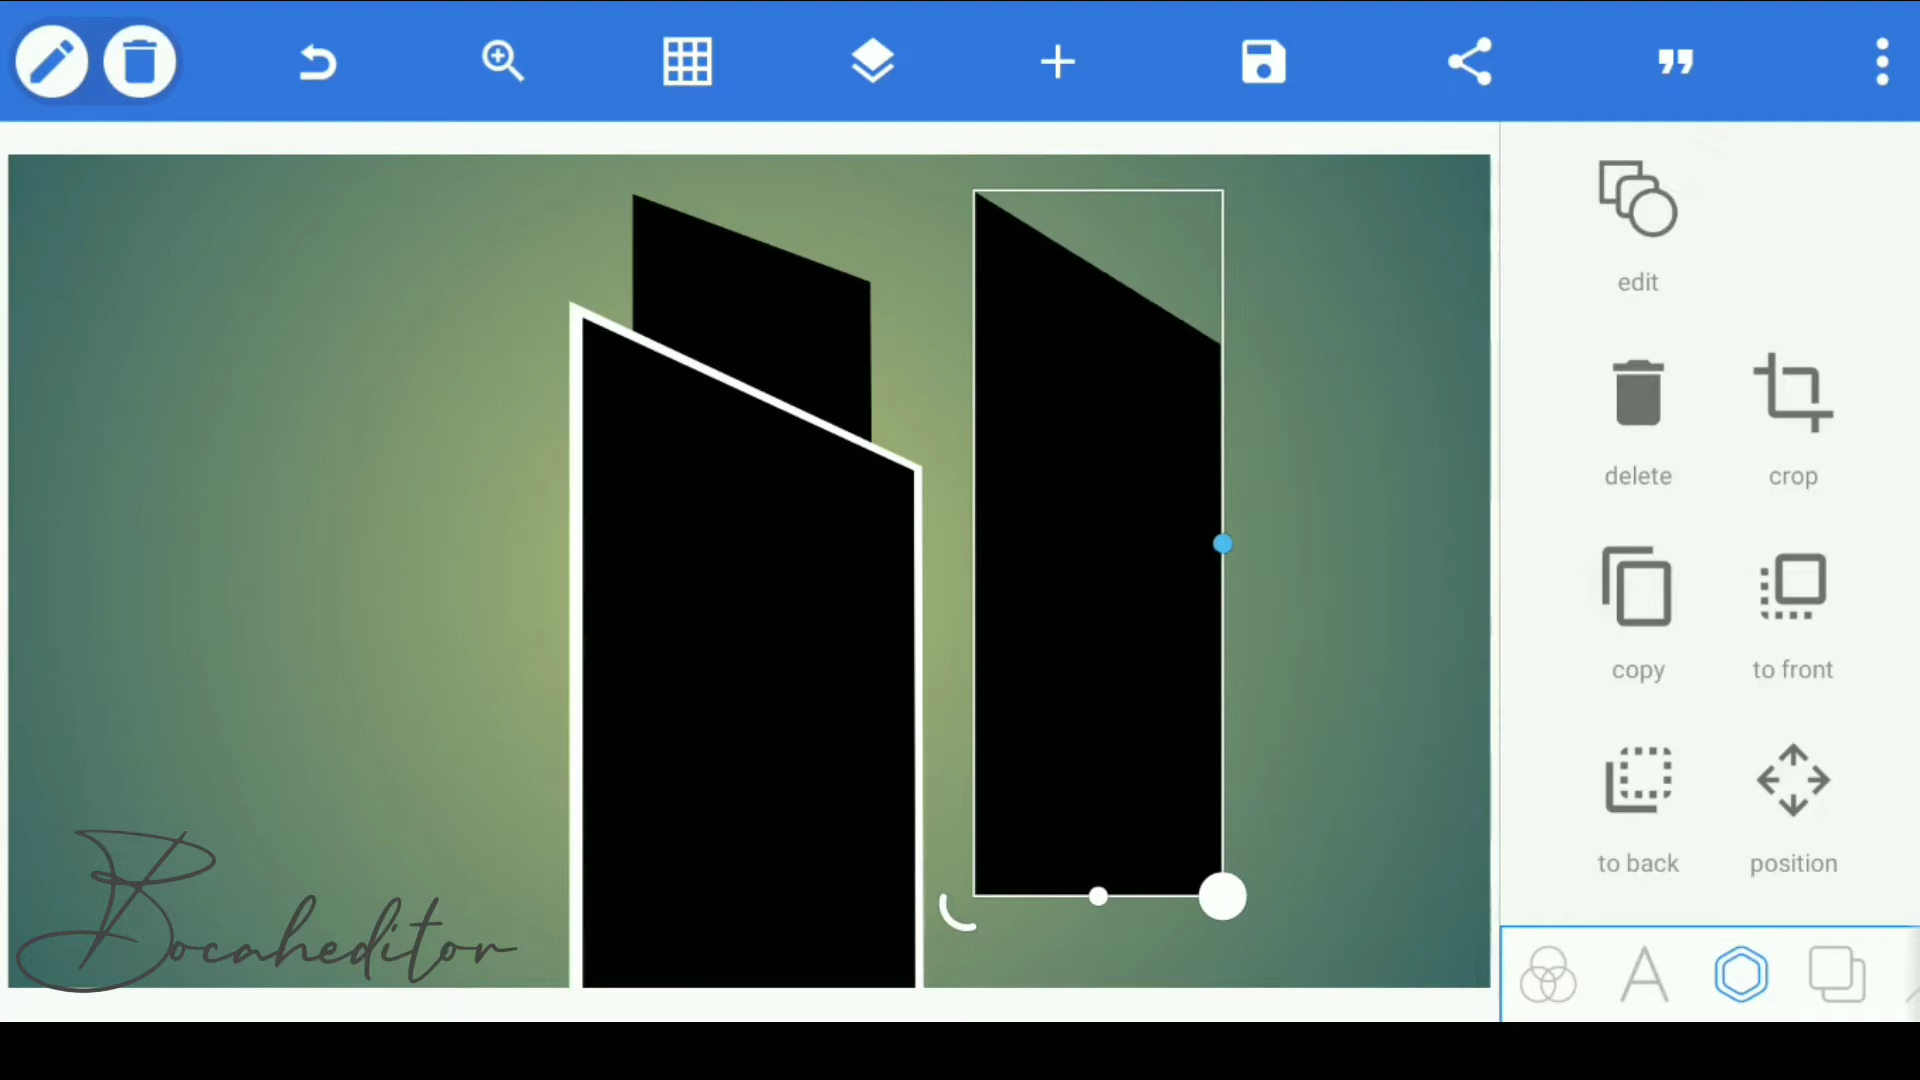 edit
delete
crop
copy
to front
to back
position
Bocaheditor